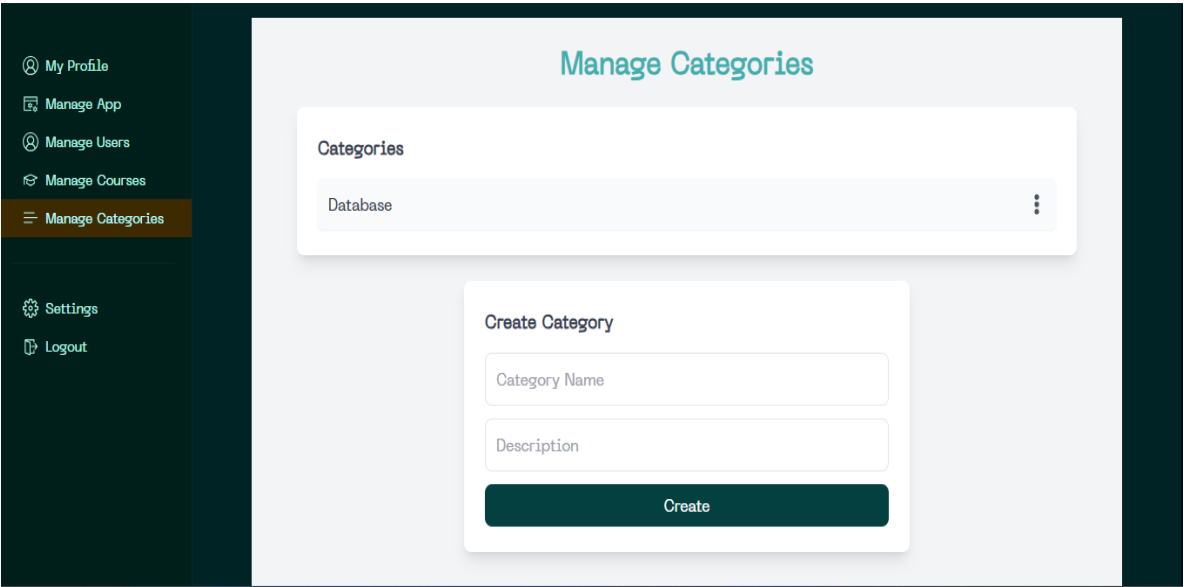 My Profile
Manage App
Manage Users
Manage Courses
Manage Categories
Settings
Logout
Manage Categories
Categories
Database
Create Category
Category Name
Description
Create